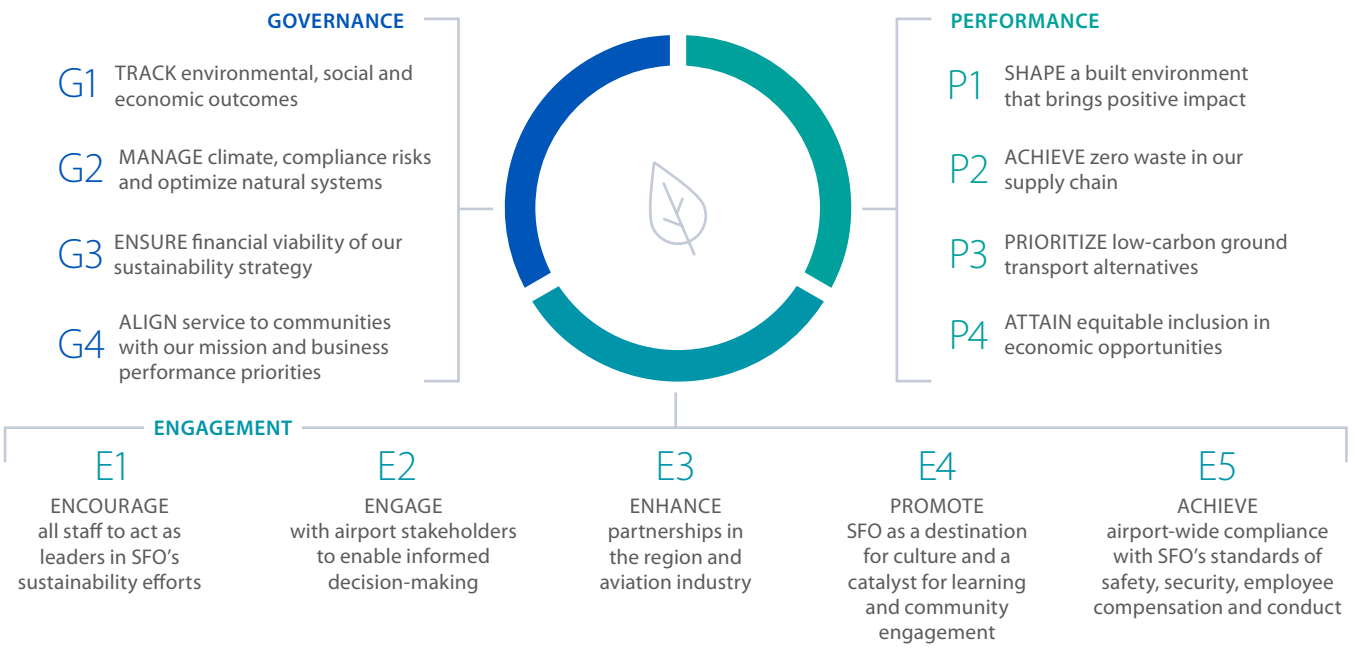 GOVERNANCE
G1
TRACK environmental, social and
economic outcomes
G2
MANAGE climate, compliance risks
and optimize natural systems
G3
ENSURE financial viability of our
sustainability strategy
G4
ALIGN service to communities
with our mission and business
performance priorities
PERFORMANCE
P1
SHAPE a built environment
that brings positive impact
P2
ACHIEVE zero waste in our
supply chain
P3
PRIORITIZE low-carbon ground
transport alternatives
P4
ATTAIN equitable inclusion in
economic opportunities
ENGAGEMENT
E1
ENCOURAGE
all staff to act as
leaders in SFO’s
sustainability efforts
E2
ENGAGE
with airport stakeholders
to enable informed
decision-making
E3
ENHANCE
partnerships in
the region and
aviation industry
E4
PROMOTE
SFO as a destination
for culture and a
catalyst for learning
and community
engagement
E5
ACHIEVE
airport-wide compliance
with SFO’s standards of
safety, security, employee
compensation and conduct